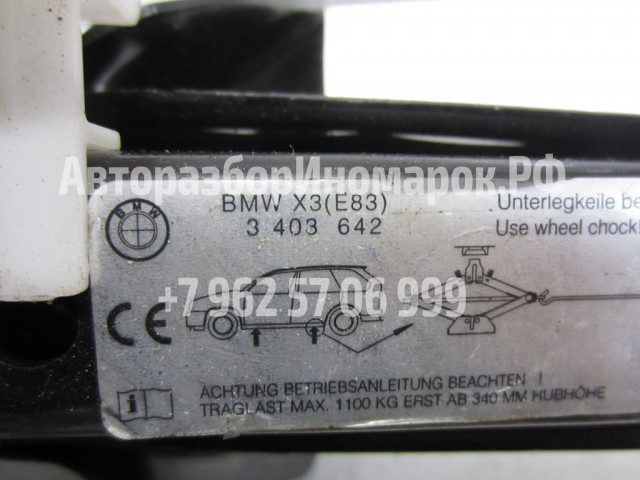 АвторазборИномарок.РФ
BMW X3(E83)
3 403 642
Unterlegkeile be
Use wheel chock
BMW
+7 962 57 06 999
CE
i
ACHTUNG BETRIEBSANLEITUNG BEACHTEN !
TRAGLAST MAX. 1100 KG ERST AB 340 MM HUBHÖHE